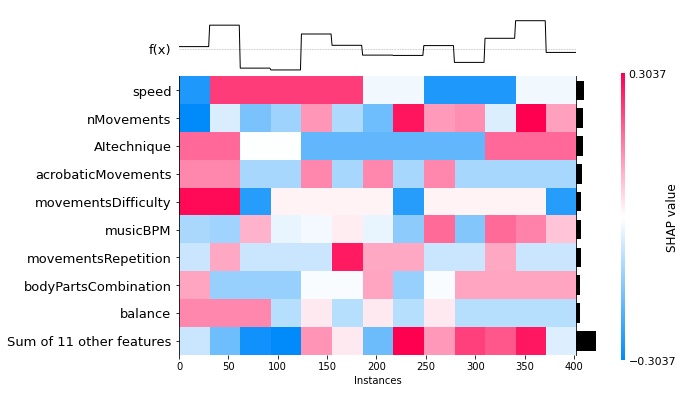 f(x)
speed
nMovements
AItechnique
acrobaticMovements
movementsDifficulty
musicBPM
movementsRepetition
bodyPartsCombination
balance
Sum of 11 other features
0 50 100 150 200 250 300 350 400
Instances
0.3037
SHAP value
−0.3037